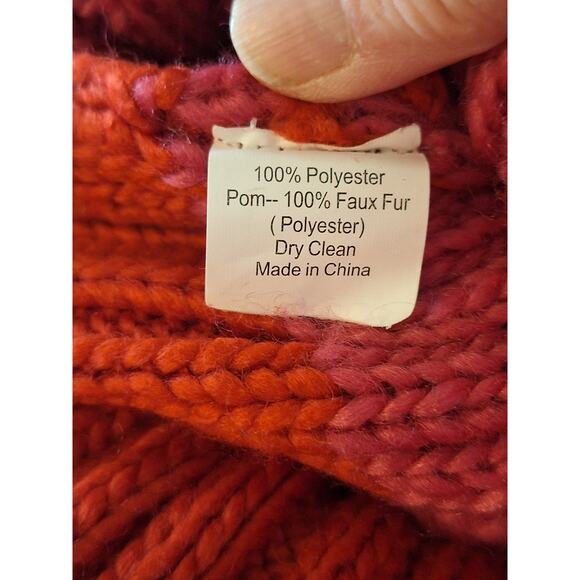 100% Polyester
Pom-- 100% Faux Fur
( Polyester)
Dry Clean
Made in China